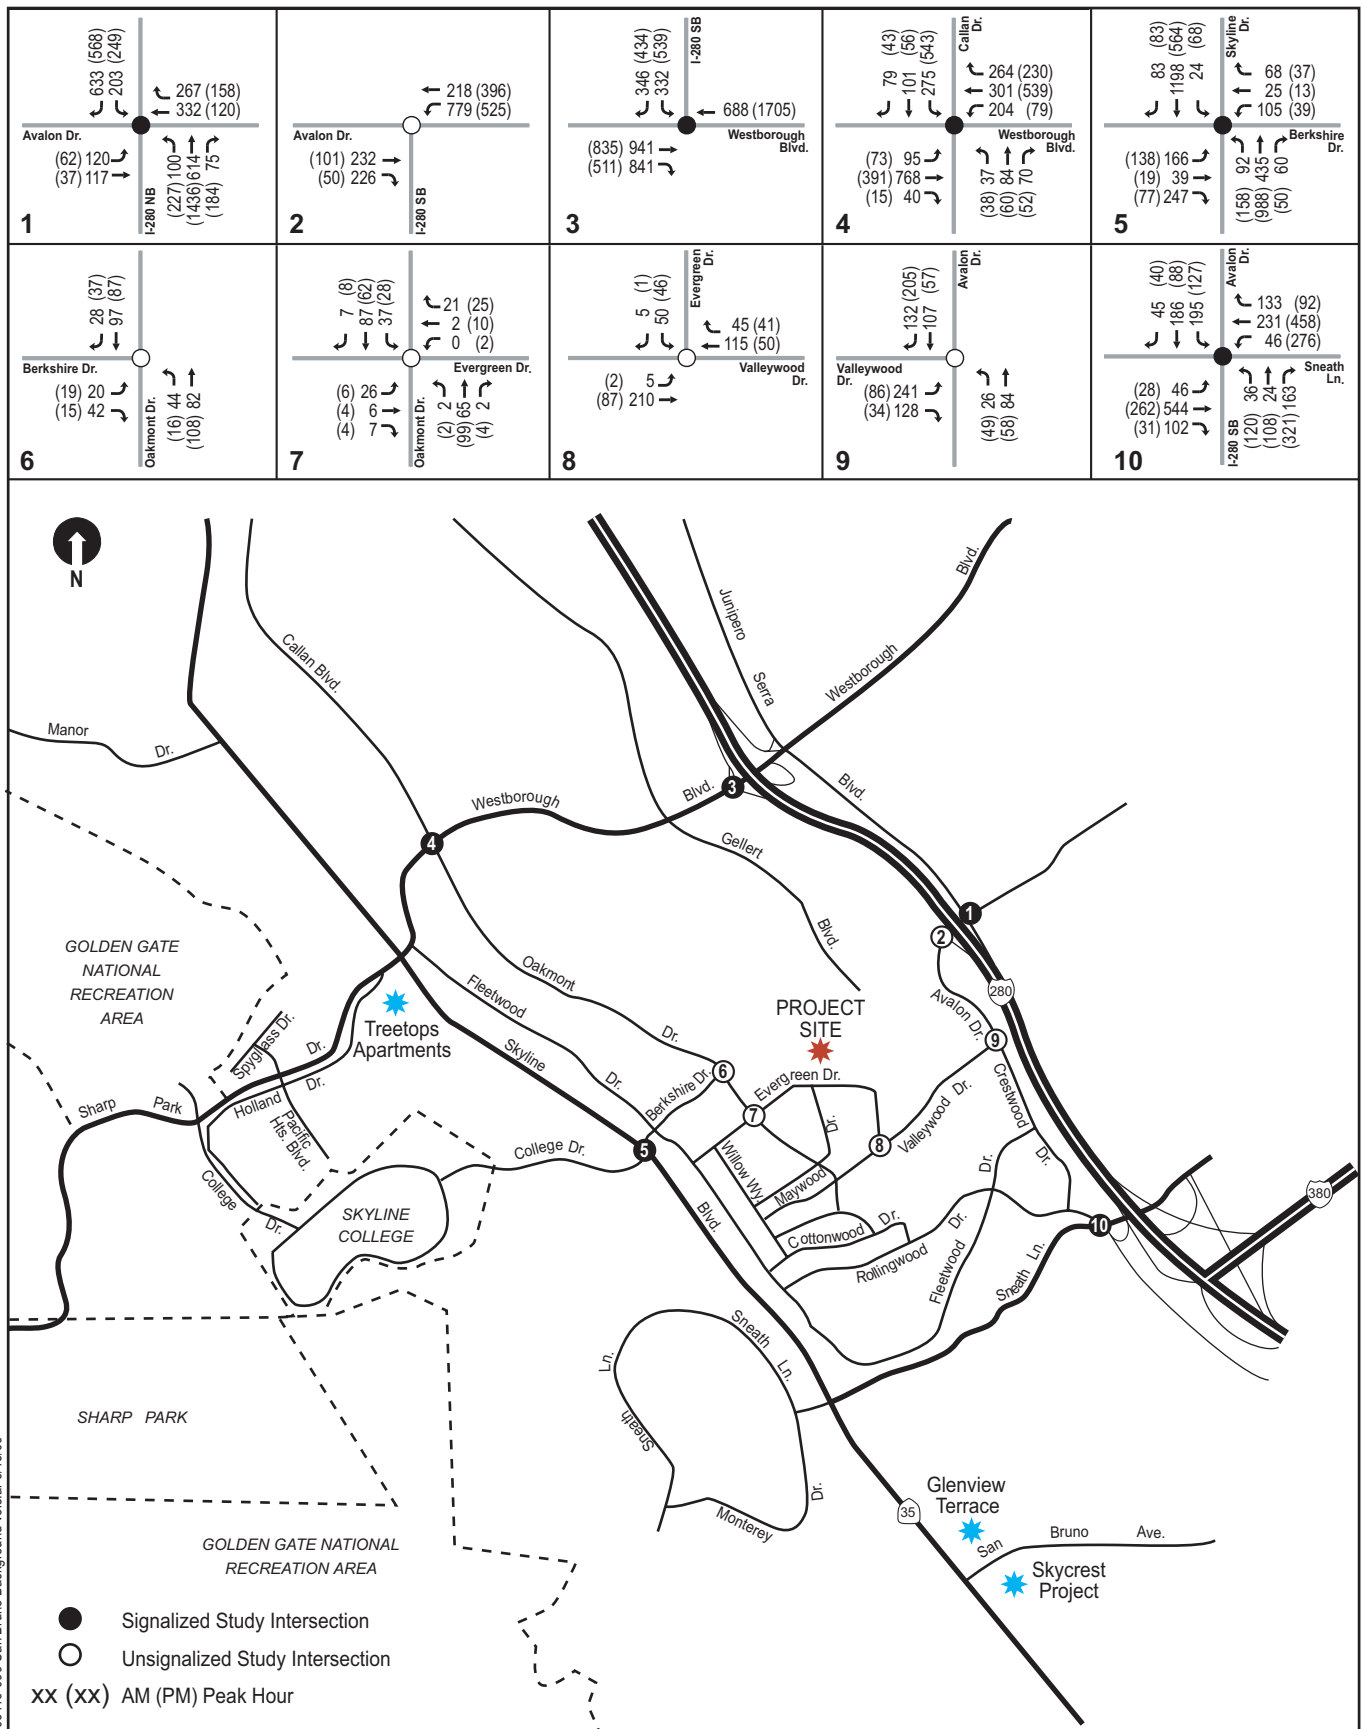 633 (568)
203 (249)
267 (158)
332 (120)
Avalon Dr.
(62) 120
(37) 117
I-280 NB
(227) 100
(1436) 614
(184) 75
1
218 (396)
779 (525)
Avalon Dr.
(101) 232
(50) 226
I-280 SB
2
346 (434)
332 (539)
I-280 SB
688 (1705)
Westborough
Blvd.
(835) 941
(511) 841
3
79 (43)
101 (56)
275 (543)
Callan
Dr.
264 (230)
301 (539)
204 (79)
Westborough
Blvd.
(73) 95
(391) 768
(15) 40
(38) 37
(60) 84
(52) 70
4
83 (83)
1198 (564)
24 (68)
Skyline
Dr.
68 (37)
25 (13)
105 (39)
Berkshire
Dr.
(138) 166
(19) 39
(77) 247
(158) 92
(988) 435
(50) 60
5
28 (37)
97 (87)
Berkshire Dr.
(19) 20
(15) 42
Oakmont Dr.
(16) 44
(108) 82
6
7 (8)
87 (62)
37 (28)
21 (25)
2 (10)
0 (2)
Evergreen Dr.
(6) 26
(4) 6
(4) 7
Oakmont Dr.
(2) 2
(99) 65
(4) 2
7
5 (1)
50 (46)
Evergreen
Dr.
45 (41)
115 (50)
Valleywood
Dr.
(2) 5
(87) 210
8
132 (205)
107 (57)
Avalon
Dr.
Valleywood
Dr.
(86) 241
(34) 128
(49) 26
(58) 84
9
45 (40)
186 (88)
195 (127)
Avalon
Dr.
133 (92)
231 (458)
46 (276)
Sneath
Ln.
(28) 46
(262) 544
(31) 102
I-280 SB
(120) 36
(108) 24
(321) 163
10
N
Callan Blvd.
Junipero
Serra
Blvd.
Westborough
Blvd.
Manor
Dr.
Westborough
Blvd.
3
4
Gellert
Blvd.
1
2
280
GOLDEN GATE
NATIONAL
RECREATION
AREA
Oakmont
Dr.
Fleetwood
Dr.
Skyline
Blvd.
Treetops
Apartments
PROJECT
SITE
Avalon Dr.
9
Spyglass Dr.
Sharp
Park
Dr.
Holland
Dr.
Pacific
Hts. Blvd.
Berkshire Dr.
6
Evergreen Dr.
7
Dr.
8
Valleywood Dr.
Crestwood
Dr.
5
College Dr.
College
Dr.
SKYLINE
COLLEGE
Willow Wy.
Maywood
Cottonwood
Dr.
Rollingwood
Dr.
Fleetwood
Dr.
Sneath
Ln.
10
380
Sneath
Ln.
Ln.
Sneath
Monterey
Dr.
SHARP PARK
GOLDEN GATE NATIONAL
RECREATION AREA
35
Glenview
Terrace
San
Bruno
Ave.
Skycrest
Project
Signalized Study Intersection
Unsignalized Study Intersection
xx (xx) AM (PM) Peak Hour